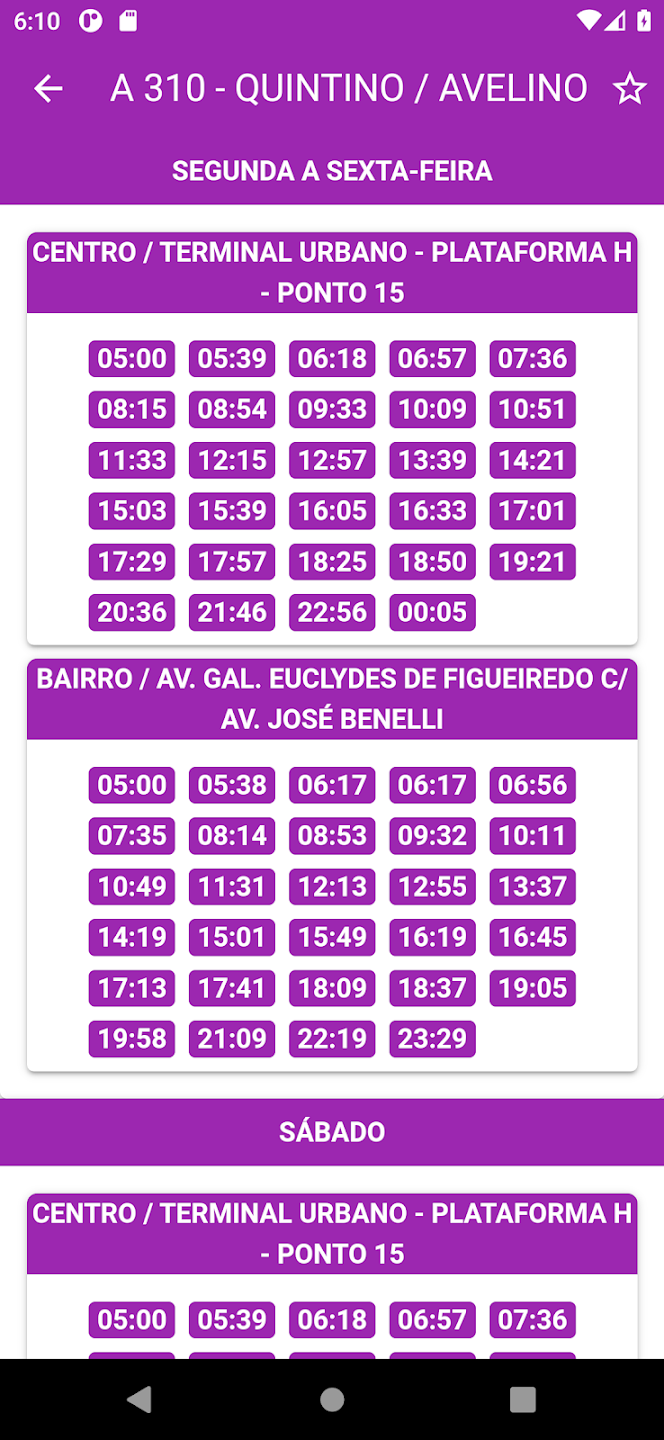 6:10
A 310 - QUINTINO / AVELINO
SEGUNDA A SEXTA-FEIRA
CENTRO / TERMINAL URBANO - PLATAFORMA H
- PONTO 15
05:00 05:39 06:18 06:57 07:36
08:15 08:54 09:33 10:09 10:51
11:33 12:15 12:57 13:39 14:21
15:03 15:39 16:05 16:33 17:01
17:29 17:57 18:25 18:50 19:21
20:36 21:46 22:56 00:05
BAIRRO / AV. GAL. EUCLYDES DE FIGUEIREDO C/
AV. JOSÉ BENELLI
05:00 05:38 06:17 06:17 06:56
07:35 08:14 08:53 09:32 10:11
10:49 11:31 12:13 12:55 13:37
14:19 15:01 15:49 16:19 16:45
17:13 17:41 18:09 18:37 19:05
19:58 21:09 22:19 23:29
SÁBADO
CENTRO / TERMINAL URBANO - PLATAFORMA H
- PONTO 15
05:00 05:39 06:18 06:57 07:36